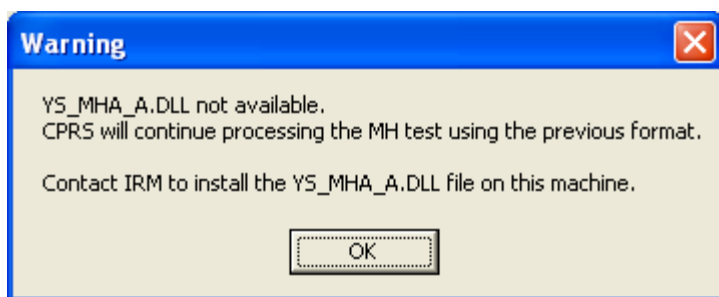 Warning
YS_MHA_A.DLL not available.
CPRS will continue processing the MH test using the previous format.
Contact IRM to install the YS_MHA_A.DLL file on this machine.
OK